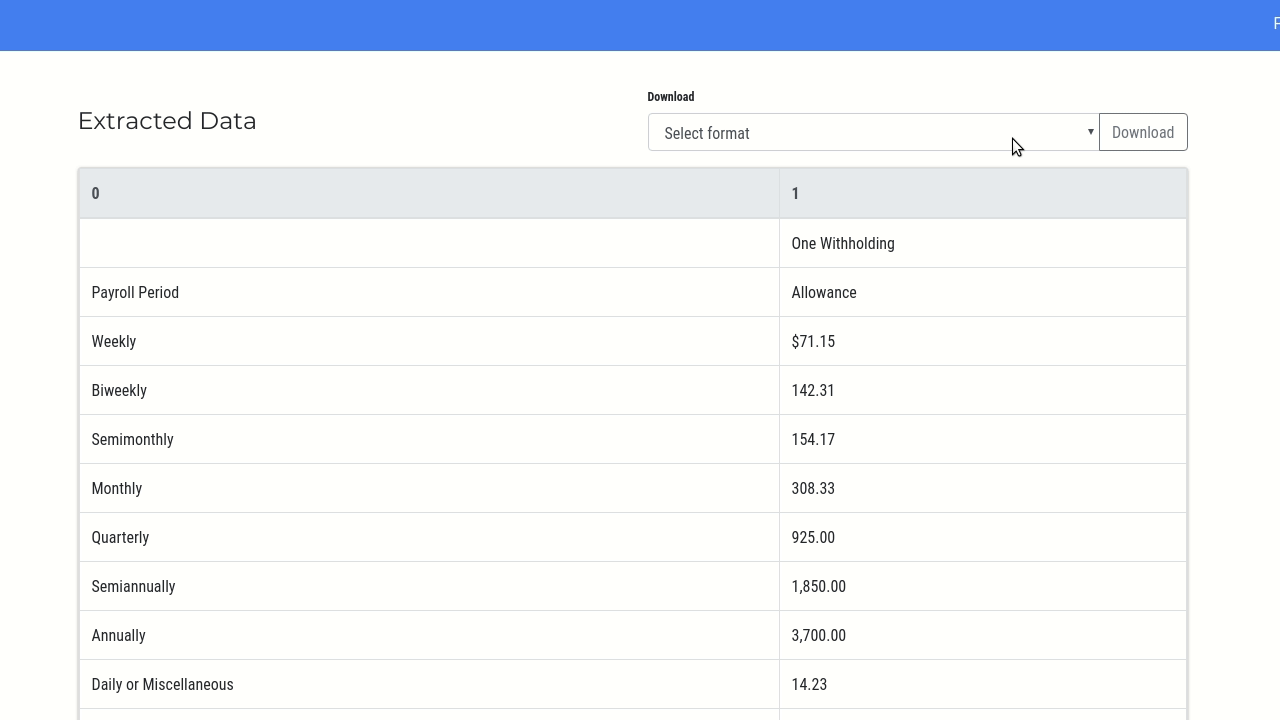 Extracted Data
Download
Select format
Download
0 1
One Withholding
Payroll Period Allowance
Weekly $71.15
Biweekly 142.31
Semimonthly 154.17
Monthly 308.33
Quarterly 925.00
Semiannually 1,850.00
Annually 3,700.00
Daily or Miscellaneous 14.23